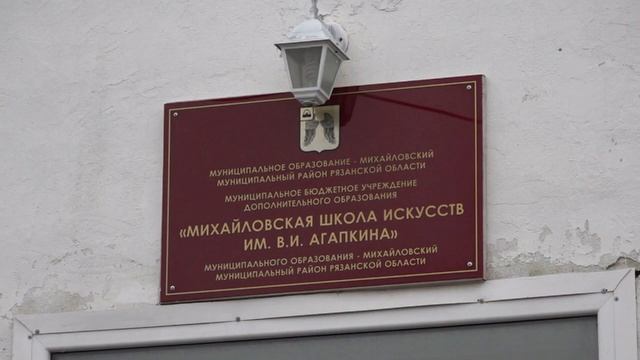 МУНИЦИПАЛЬНОЕ ОБРАЗОВАНИЕ - МИХАЙЛОВСКИЙ
МУНИЦИПАЛЬНЫЙ РАЙОН РЯЗАНСКОЙ ОБЛАСТИ
МУНИЦИПАЛЬНОЕ БЮДЖЕТНОЕ УЧРЕЖДЕНИЕ
ДОПОЛНИТЕЛЬНОГО ОБРАЗОВАНИЯ
«МИХАЙЛОВСКАЯ ШКОЛА ИСКУССТВ
ИМ. В.И. АГАПКИНА»
МУНИЦИПАЛЬНОГО ОБРАЗОВАНИЯ - МИХАЙЛОВСКИЙ
МУНИЦИПАЛЬНЫЙ РАЙОН РЯЗАНСКОЙ ОБЛАСТИ